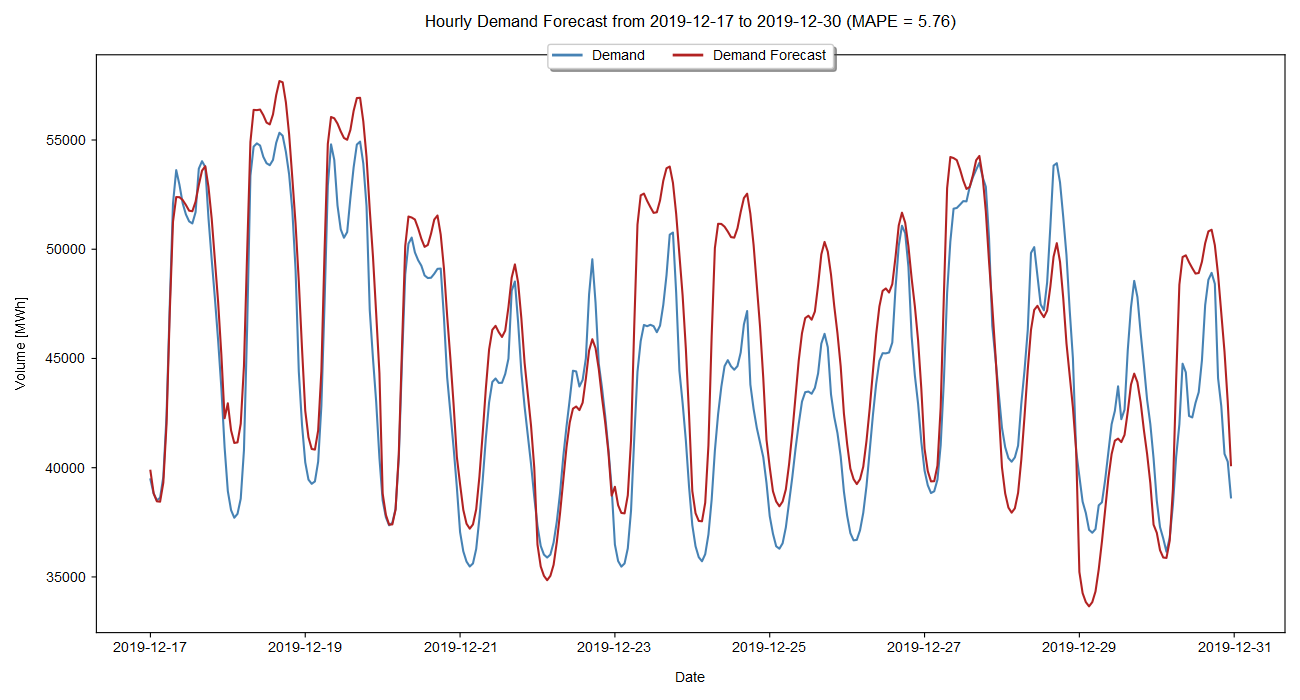 Hourly Demand Forecast from 2019-12-17 to 2019-12-30 (MAPE = 5.76)
Demand Demand Forecast
Volume [MWh]
55000
50000
45000
40000
35000
2019-12-17 2019-12-19 2019-12-21 2019-12-23 2019-12-25 2019-12-27 2019-12-29 2019-12-31
Date